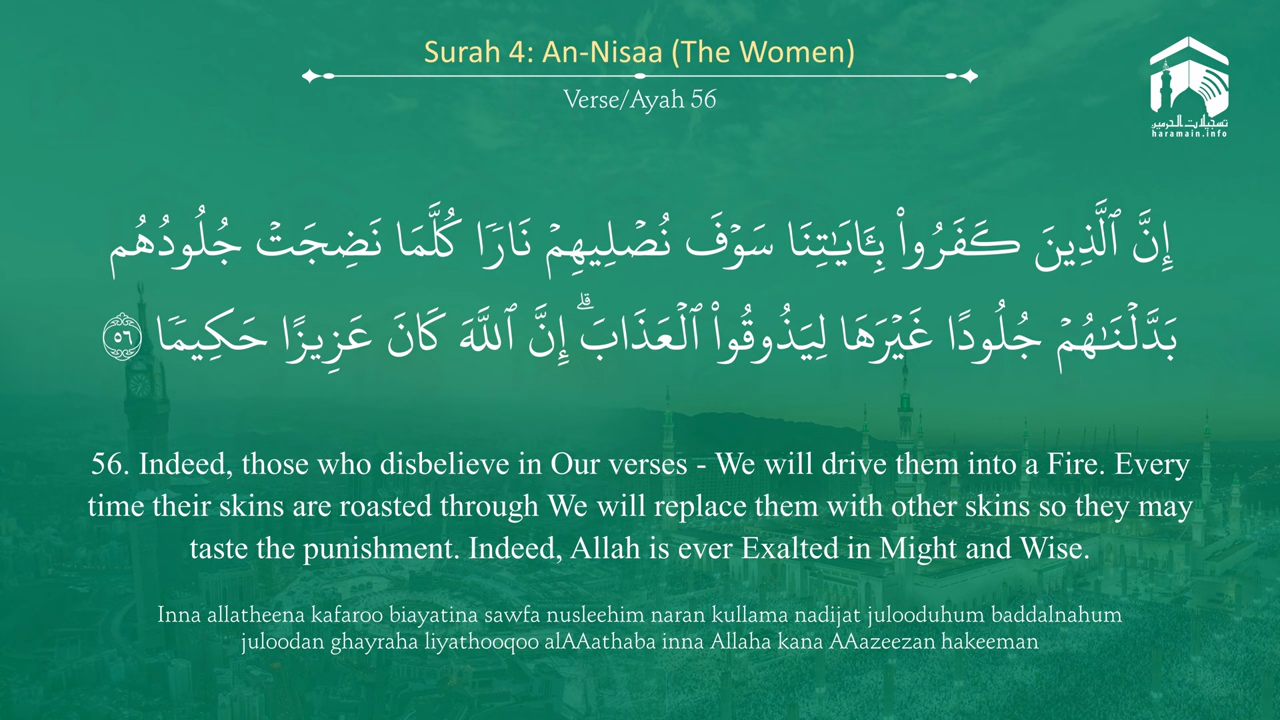 Surah 4: An-Nisaa (The Women)
Verse/Ayah 56
تسجيلات الحرمين
haramain.info
إِنَّ ٱلَّذِينَ كَفَرُوا۟ بِـَٔايَـٰتِنَا سَوْفَ نُصْلِيهِمْ نَارًۭا كُلَّمَا نَضِجَتْ جُلُودُهُم
بَدَّلْنَـٰهُمْ جُلُودًا غَيْرَهَا لِيَذُوقُوا۟ ٱلْعَذَابَ ۗ إِنَّ ٱللَّهَ كَانَ عَزِيزًا حَكِيمًۭا ٥٦
56. Indeed, those who disbelieve in Our verses - We will drive them into a Fire. Every
time their skins are roasted through We will replace them with other skins so they may
taste the punishment. Indeed, Allah is ever Exalted in Might and Wise.
Inna allatheena kafaroo biayatina sawfa nusleehim naran kullama nadijat julooduhum baddalnahum
juloodan ghayraha liyathooqoo alAAathaba inna Allaha kana AAazeezan hakeeman